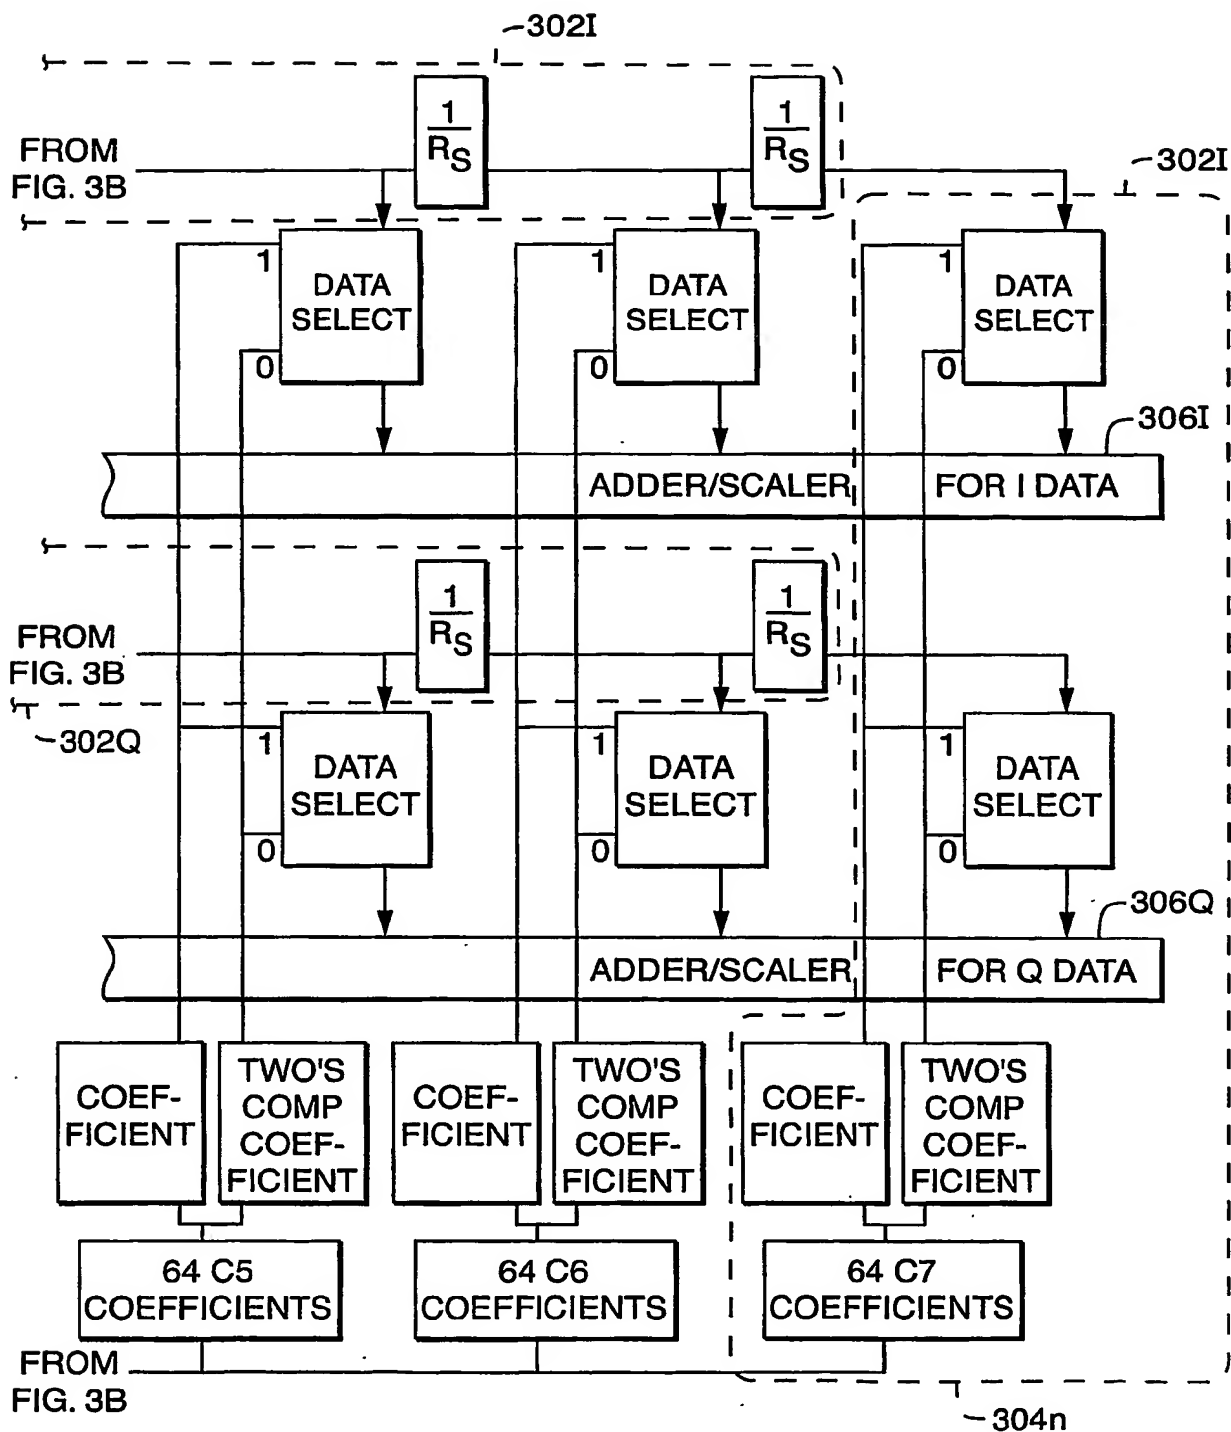 302I
1
RS
1
RS
FROM
FIG. 3B
302I
1
DATA
SELECT
0
1
DATA
SELECT
0
1
DATA
SELECT
0
306I
ADDER/SCALER FOR I DATA
1
RS
1
RS
FROM
FIG. 3B
302Q
1
DATA
SELECT
0
1
DATA
SELECT
0
1
DATA
SELECT
0
306Q
ADDER/SCALER FOR Q DATA
COEF-
FICIENT
TWO'S
COMP
COEF-
FICIENT
COEF-
FICIENT
TWO'S
COMP
COEF-
FICIENT
COEF-
FICIENT
TWO'S
COMP
COEF-
FICIENT
64 C5
COEFFICIENTS
64 C6
COEFFICIENTS
64 C7
COEFFICIENTS
FROM
FIG. 3B
304n